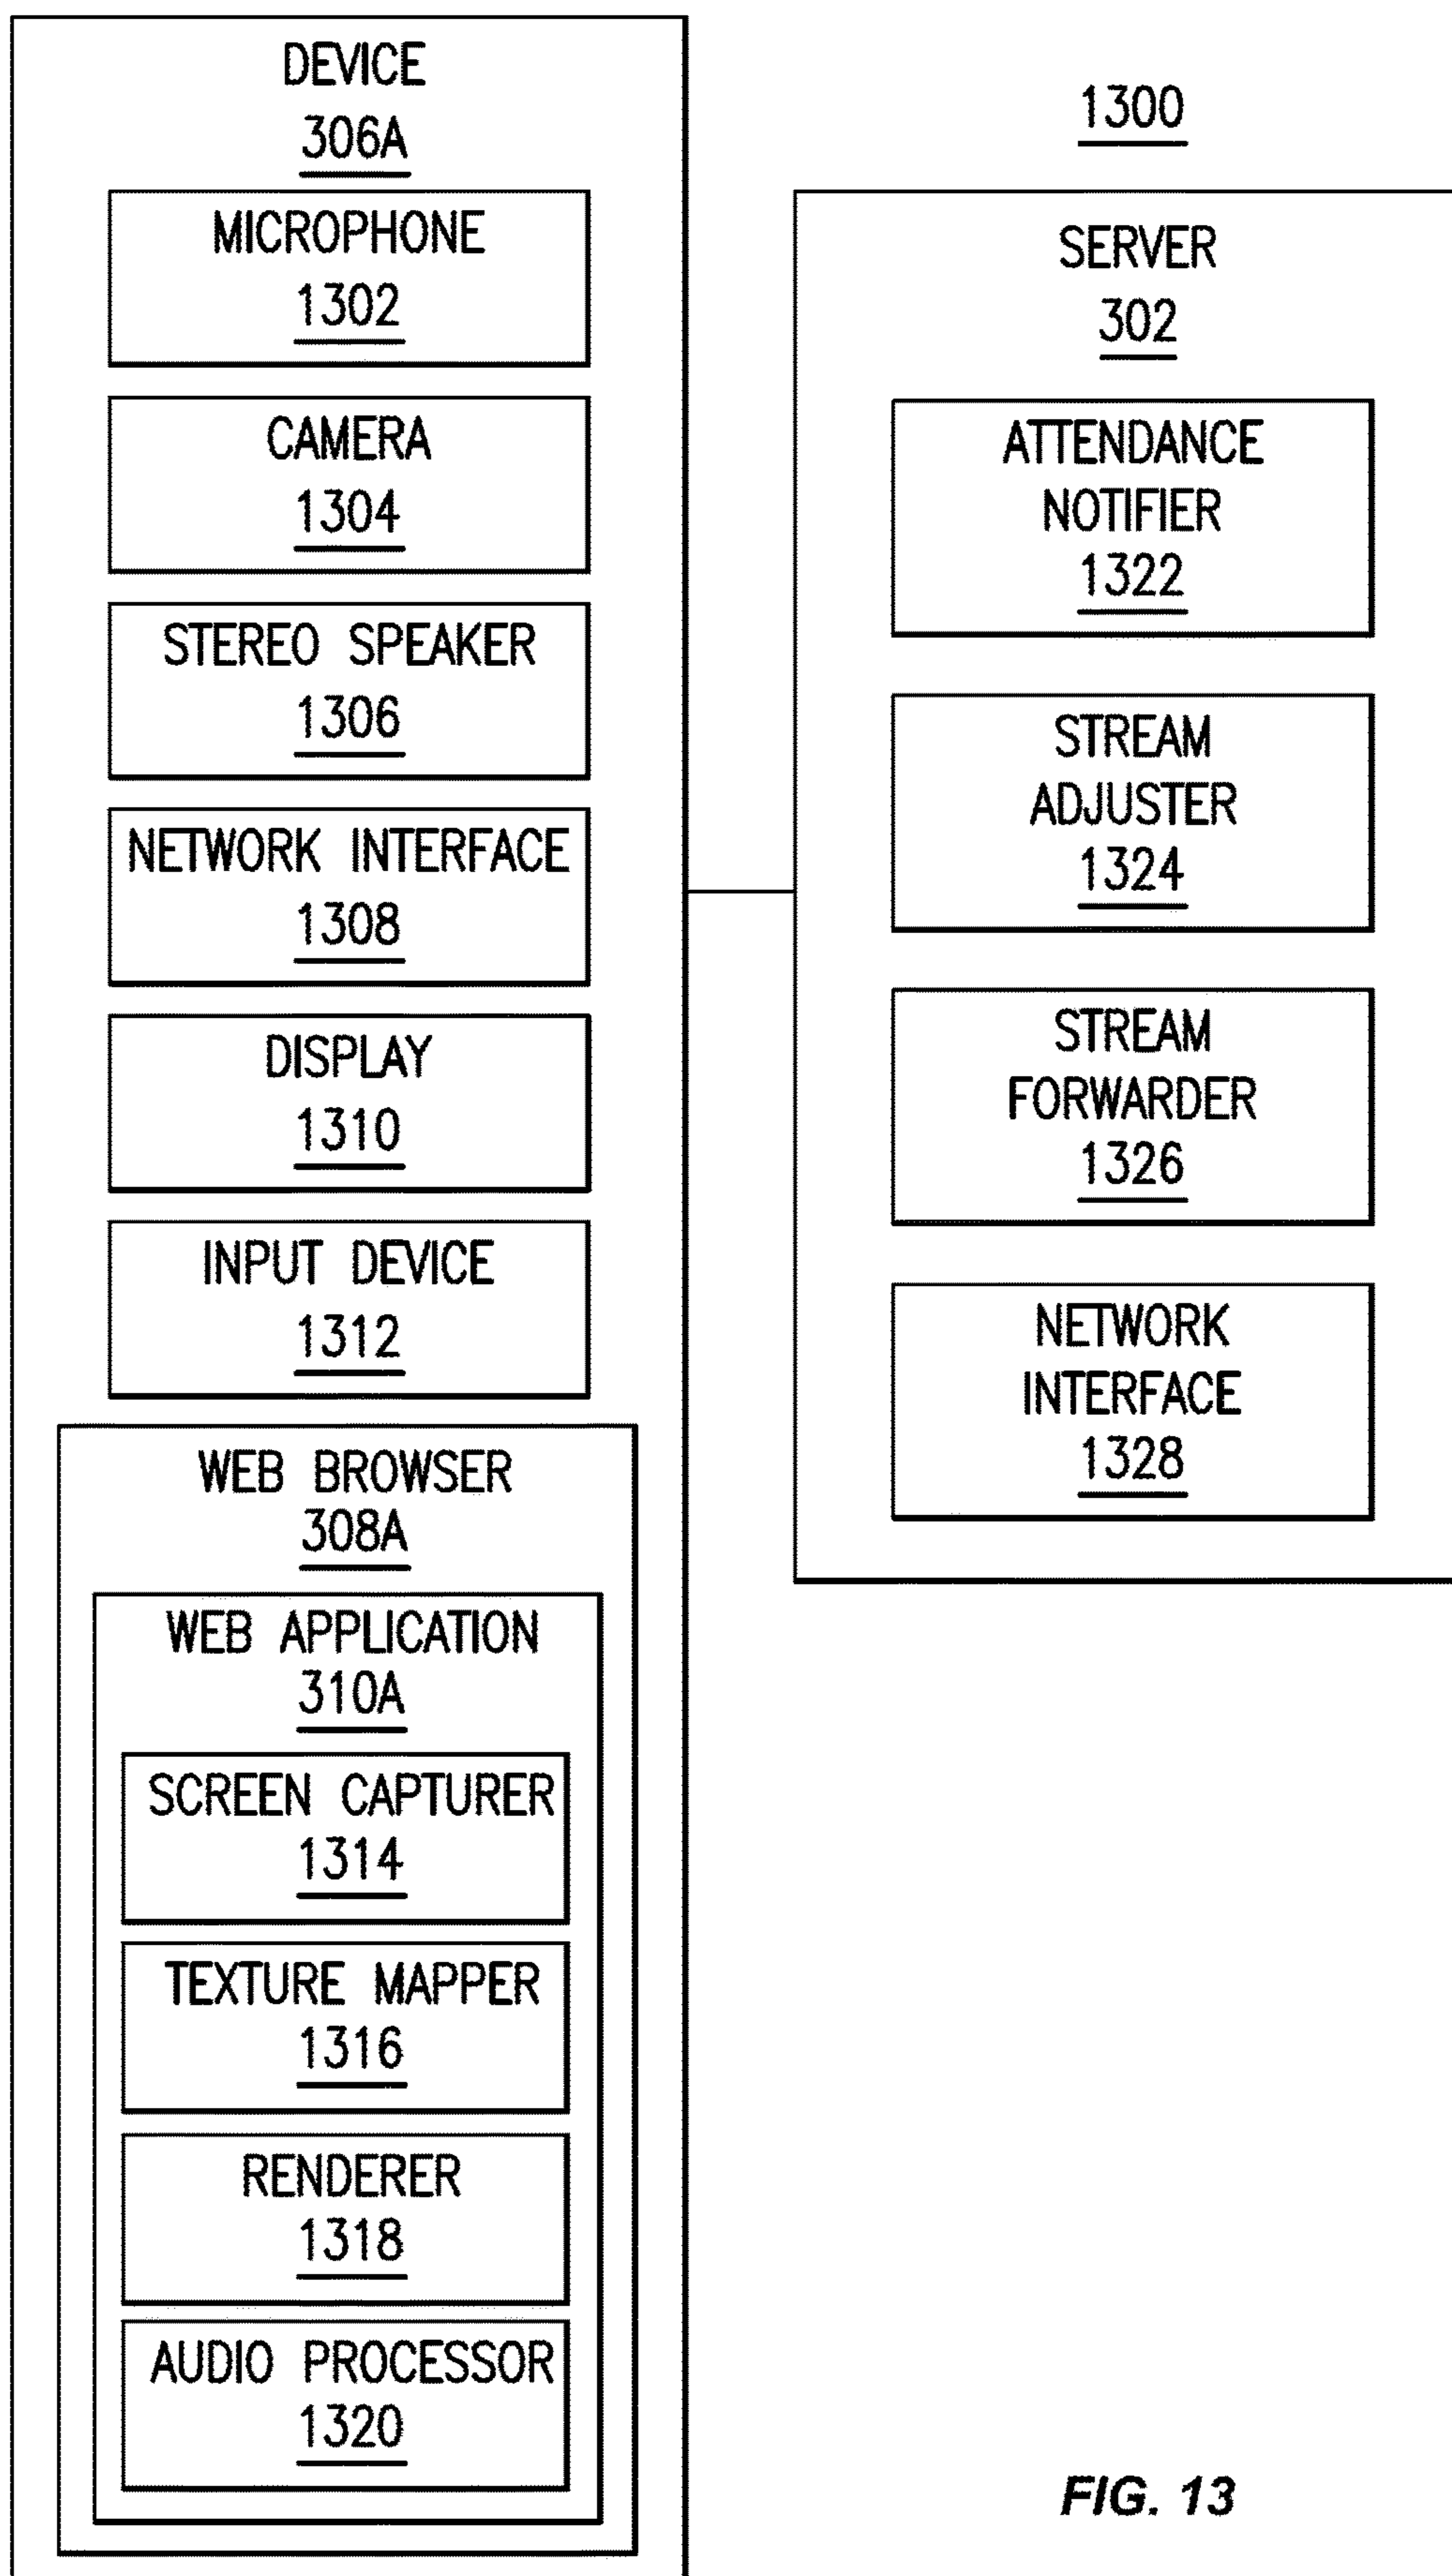 DEVICE
306A
MICROPHONE
1302
CAMERA
1304
STEREO SPEAKER
1306
NETWORK INTERFACE
1308
DISPLAY
1310
INPUT DEVICE
1312
WEB BROWSER
308A
WEB APPLICATION
310A
SCREEN CAPTURER
1314
TEXTURE MAPPER
1316
RENDERER
1318
AUDIO PROCESSOR
1320
1300
SERVER
302
ATTENDANCE
NOTIFIER
1322
STREAM
ADJUSTER
1324
STREAM
FORWARDER
1326
NETWORK
INTERFACE
1328
FIG. 13